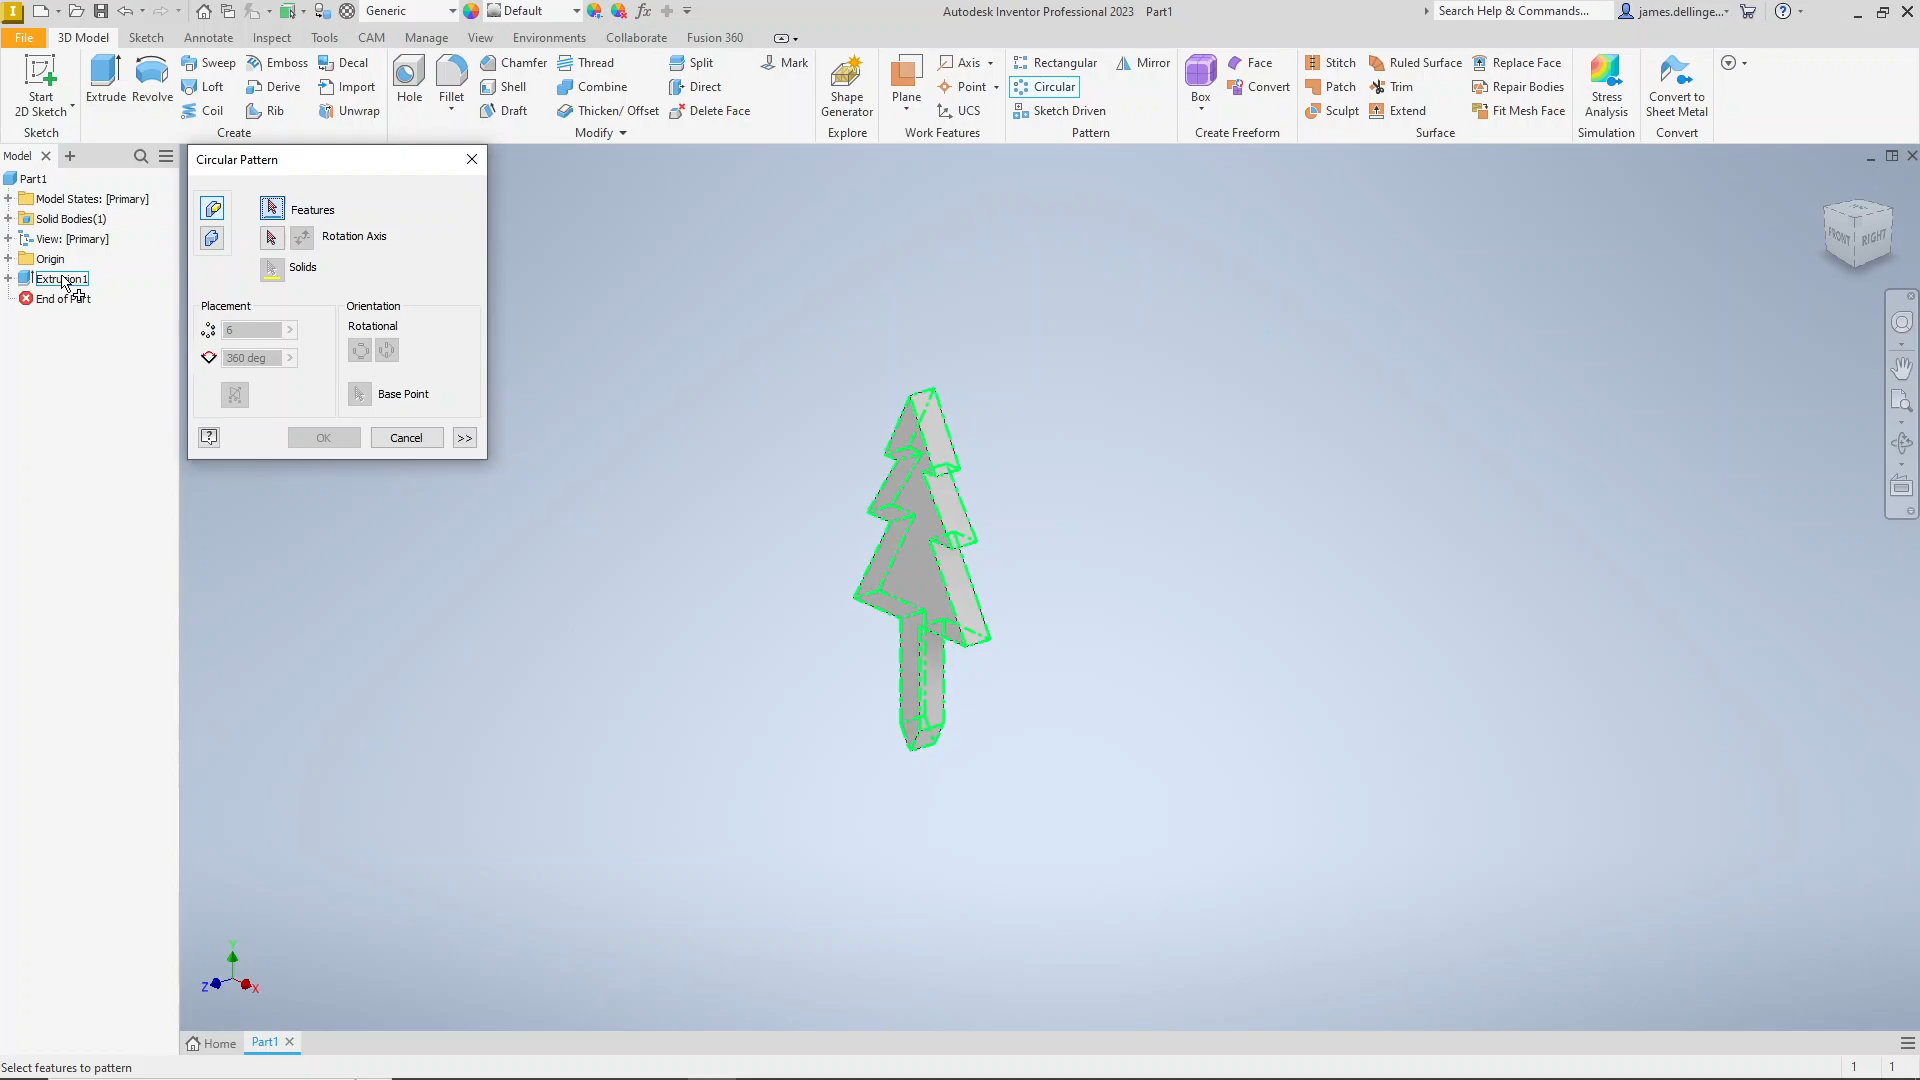 Generic Default fx Autodesk Inventor Professional 2023 Part1 Search Help & Commands... james.dellinge...
File 3D Model Sketch Annotate Inspect Tools CAM Manage View Environments Collaborate Fusion 360
Start
2D Sketch
Extrude
Revolve
Sweep Emboss Decal
Loft Derive Import
Coil Rib Unwrap
Hole
Fillet
Chamfer Thread Split Mark
Shell Combine Direct
Draft Thicken/ Offset Delete Face
Shape
Generator
Plane
Axis
Point
UCS
Rectangular Mirror
Circular
Sketch Driven
Box
Face
Convert
Stitch Ruled Surface Replace Face
Patch Trim Repair Bodies
Sculpt Extend Fit Mesh Face
Stress
Analysis
Convert to
Sheet Metal
Sketch Create Modify Explore Work Features Pattern Create Freeform Surface Simulation Convert
Model
Part1
Model States: [Primary]
Solid Bodies(1)
View: [Primary]
Origin
Extrusion1
End of Part
Circular Pattern
Features
Rotation Axis
Solids
Placement
6
360 deg
Orientation
Rotational
Base Point
OK Cancel >>
FRONT RIGHT
Y
Z X
Home Part1
Select features to pattern 1 1